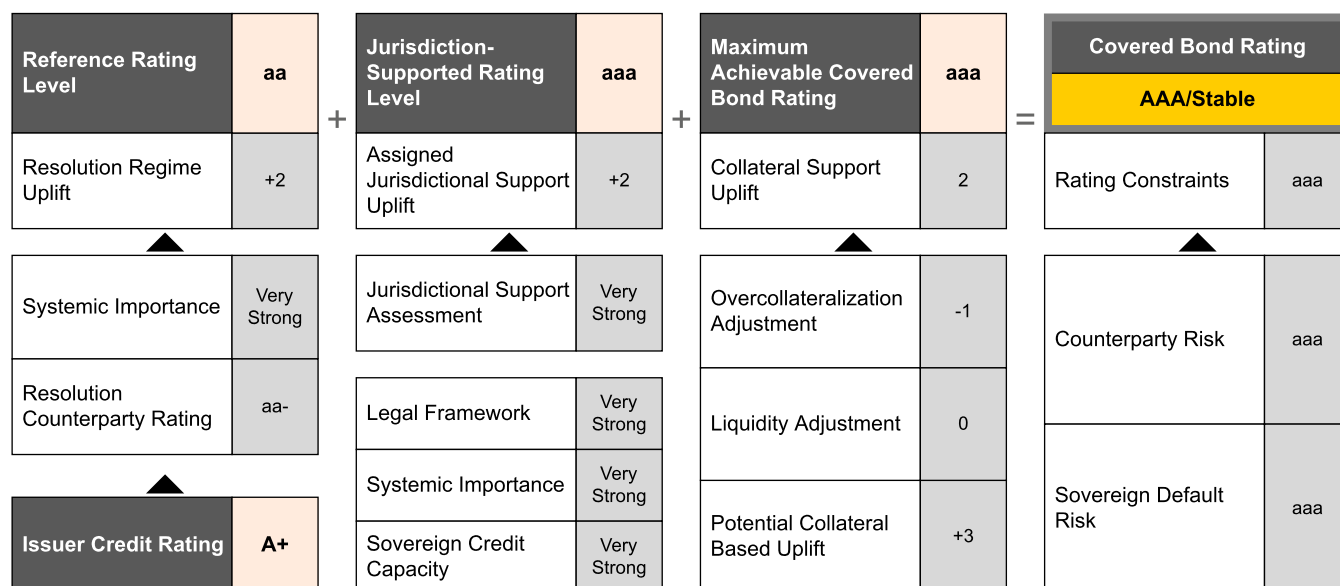 Reference Rating
Level
aa
Resolution Regime
Uplift
+2
Systemic Importance
Very
Strong
Resolution
Counterparty Rating
aa-
Issuer Credit Rating
A+
+
Jurisdiction-
Supported Rating
Level
aaa
Assigned
Jurisdictional Support
Uplift
+2
Jurisdictional Support
Assessment
Very
Strong
Legal Framework
Very
Strong
Systemic Importance
Very
Strong
Sovereign Credit
Capacity
Very
Strong
+
Maximum
Achievable Covered
Bond Rating
aaa
Collateral Support
Uplift
2
Overcollateralization
Adjustment
-1
Liquidity Adjustment
0
Potential Collateral
Based Uplift
+3
=
Covered Bond Rating
AAA/Stable
Rating Constraints
aaa
Counterparty Risk
aaa
Sovereign Default
Risk
aaa